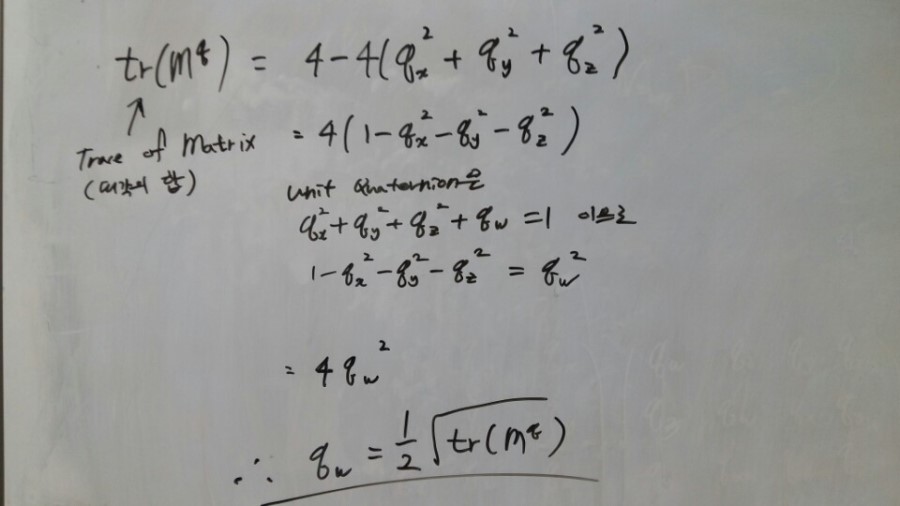 tr(M^q) = 4-4(q_x^2 + q_y^2 + q_z^2)
Trace of Matrix
(대각의 합)
= 4(1-q_x^2-q_y^2-q_z^2)
unit Quaternion은
q_x^2+q_y^2+q_z^2+q_w =1 이므로
1-q_x^2-q_y^2-q_z^2 = q_w^2
= 4q_w^2
∴ q_w = 1/2 √tr(M^q)